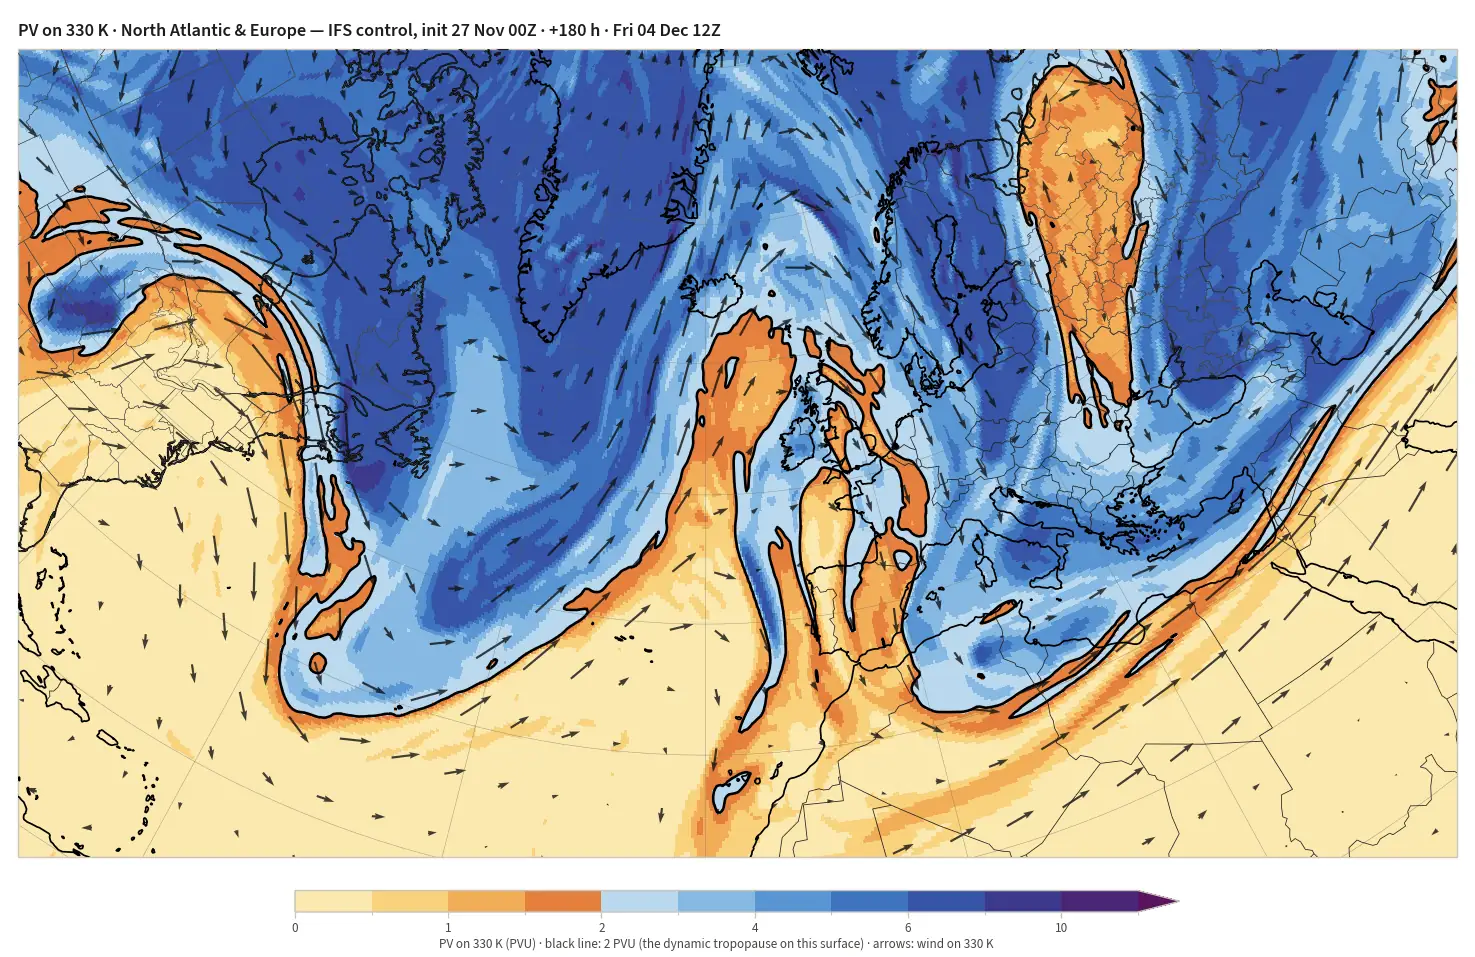 PV on 330 K · North Atlantic & Europe — IFS control, init 27 Nov 00Z · +180 h · Fri 04 Dec 12Z
0 1 2 4 6 10
PV on 330 K (PVU) · black line: 2 PVU (the dynamic tropopause on this surface) · arrows: wind on 330 K